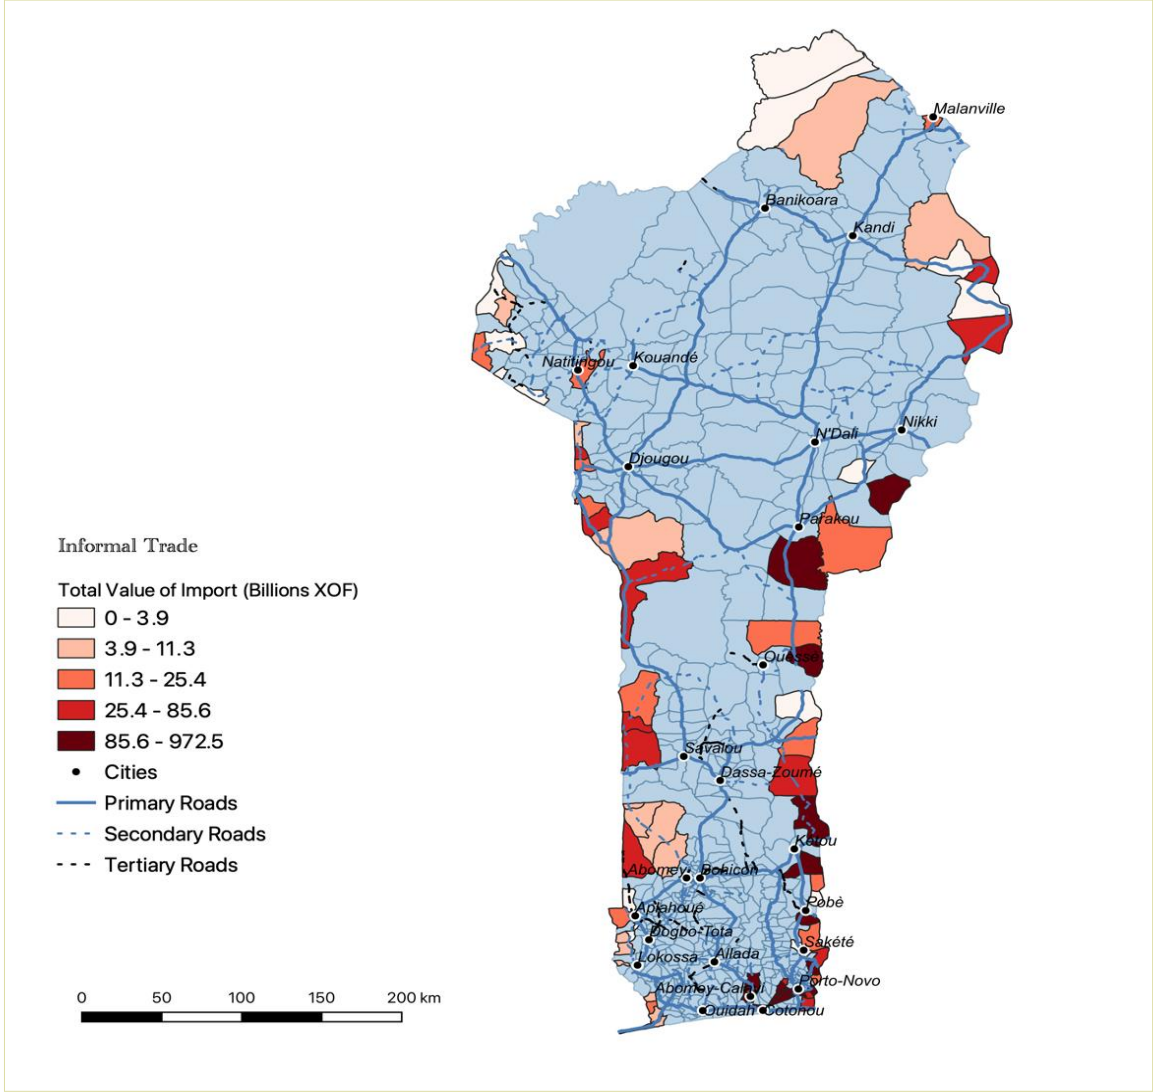 Malanville
Banikoara
Kandi
Natitingou
Kouandé
Nikki
N'Dali
Djougou
Parakou
Informal Trade
Total Value of Import (Billions XOF)
0 - 3.9
3.9 - 11.3
11.3 - 25.4
25.4 - 85.6
85.6 - 972.5
Cities
Primary Roads
Secondary Roads
Tertiary Roads
Ouèssè
Savalou
Dassa-Zoumé
Kétou
Abomey
Bohicon
Pobè
Aplahoué
Dogbo-Tota
Sakété
Lokossa
Allada
Abomey-Calavi
Porto-Novo
Ouidah
Cotonou
0 50 100 150 200 km